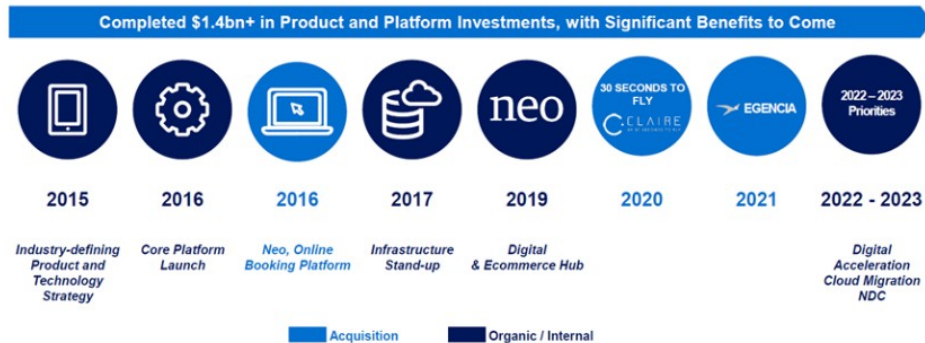 Completed $1.4bn+ in Product and Platform Investments, with Significant Benefits to Come
neo
30 SECONDS TO
FLY
CLAIRE
EGENCIA
2022 – 2023
Priorities
2015
2016
2016
2017
2019
2020
2021
2022 - 2023
Industry-defining
Product and
Technology
Strategy
Core Platform
Launch
Neo, Online
Booking Platform
Infrastructure
Stand-up
Digital
& Ecommerce Hub
Digital
Acceleration
Cloud Migration
NDC
Acquisition
Organic / Internal